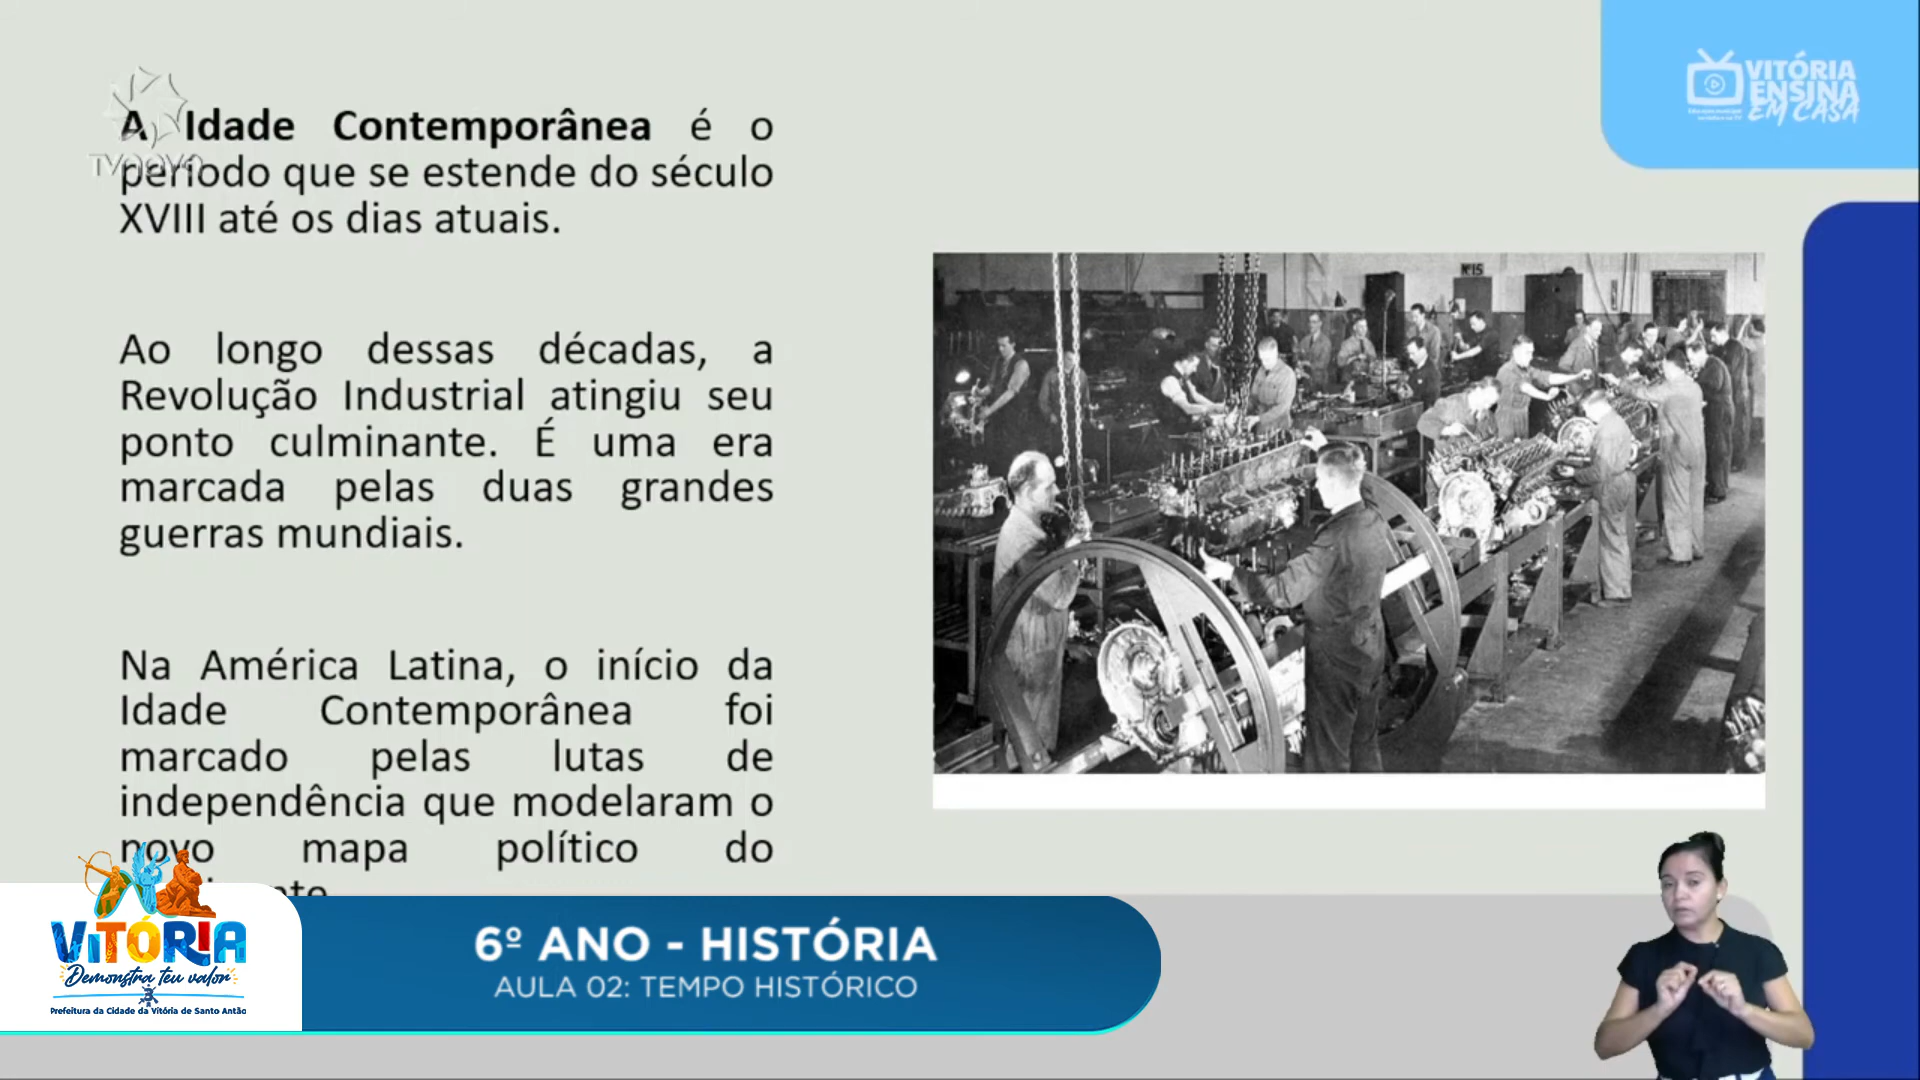 A Idade Contemporânea é o
período que se estende do século
XVIII até os dias atuais.
Ao longo dessas décadas, a
Revolução Industrial atingiu seu
ponto culminante. É uma era
marcada pelas duas grandes
guerras mundiais.
Na América Latina, o início da
Idade Contemporânea foi
marcado pelas lutas de
independência que modelaram o
novo mapa político do
TV NOVO
VITÓRIA
ENSINA
EM CASA
Nº15
6º ANO - HISTÓRIA
AULA 02: TEMPO HISTÓRICO
VITÓRIA
Demonstra teu valor
Prefeitura da Cidade da Vitória de Santo Antão